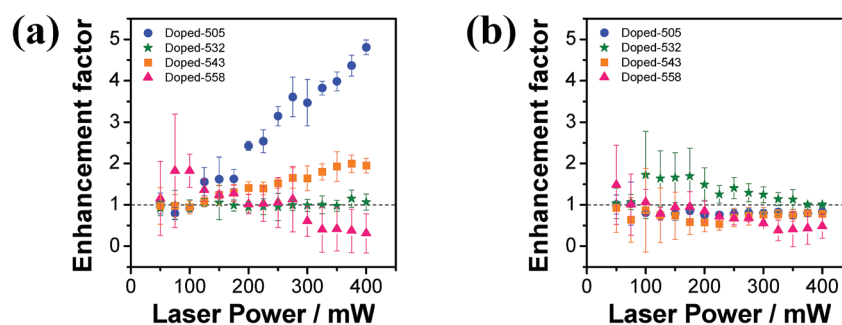 (a)
Enhancement factor
5
4
3
2
1
0
Doped-505
Doped-532
Doped-543
Doped-558
0 100 200 300 400
Laser Power / mW
(b)
Enhancement factor
5
4
3
2
1
0
Doped-505
Doped-532
Doped-543
Doped-558
0 100 200 300 400
Laser Power / mW